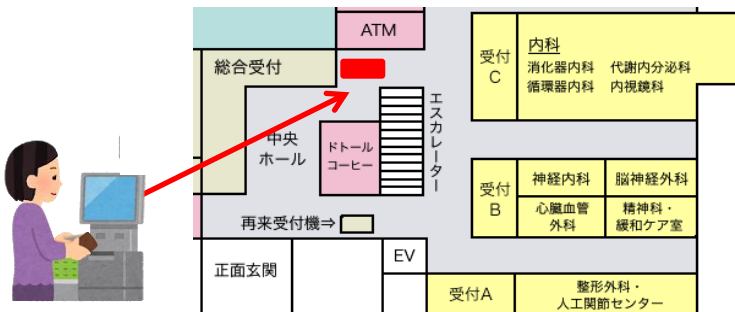 ATM
総合受付
中央
ホール
ドトール
コーヒー
エスカレーター
再来受付機⇒
正面玄関
EV
受付
C
内科
消化器内科 代謝内分泌科
循環器内科 内視鏡科
受付
B
神経内科 脳神経外科
心臓血管
外科
精神科・
緩和ケア室
受付A
整形外科・
人工関節センター